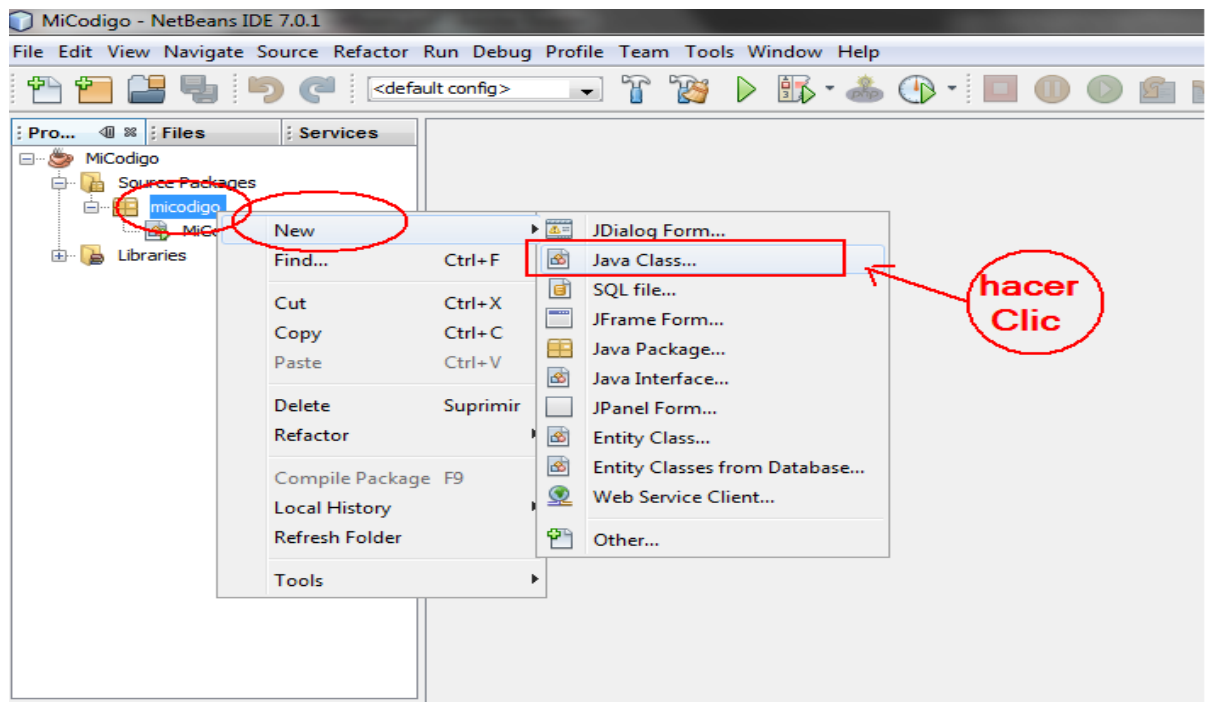 MiCodigo - NetBeans IDE 7.0.1
File Edit View Navigate Source Refactor Run Debug Profile Team Tools Window Help
<default config>
Pro... Files Services
MiCodigo
Source Packages
micodigo
MiCo
Libraries
New
Find... Ctrl+F
Cut Ctrl+X
Copy Ctrl+C
Paste Ctrl+V
Delete Suprimir
Refactor
Compile Package F9
Local History
Refresh Folder
Tools
JDialog Form...
Java Class...
SQL file...
JFrame Form...
Java Package...
Java Interface...
JPanel Form...
Entity Class...
Entity Classes from Database...
Web Service Client...
Other...
hacer
Clic